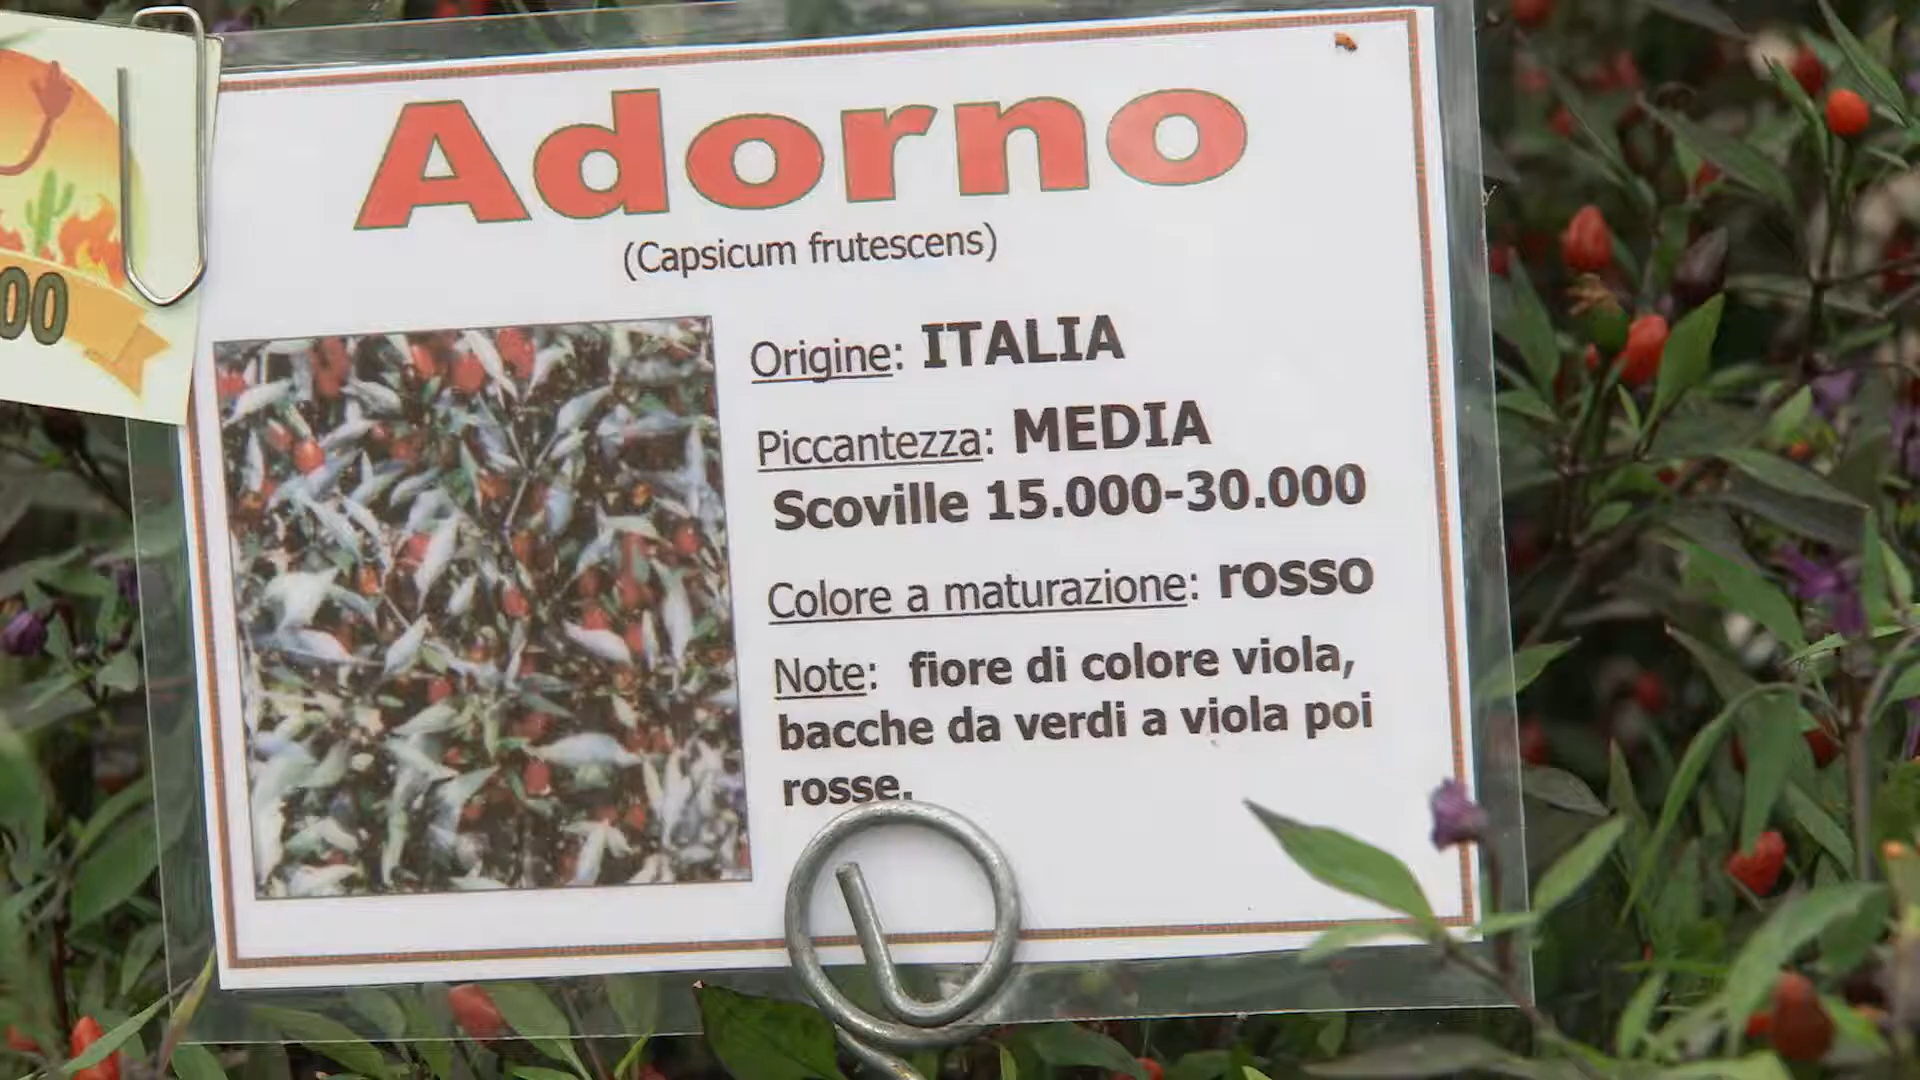 Adorno
(Capsicum frutescens)
00
Origine: ITALIA
Piccantezza: MEDIA
Scoville 15.000-30.000
Colore a maturazione: rosso
Note: fiore di colore viola,
bacche da verdi a viola poi
rosse.